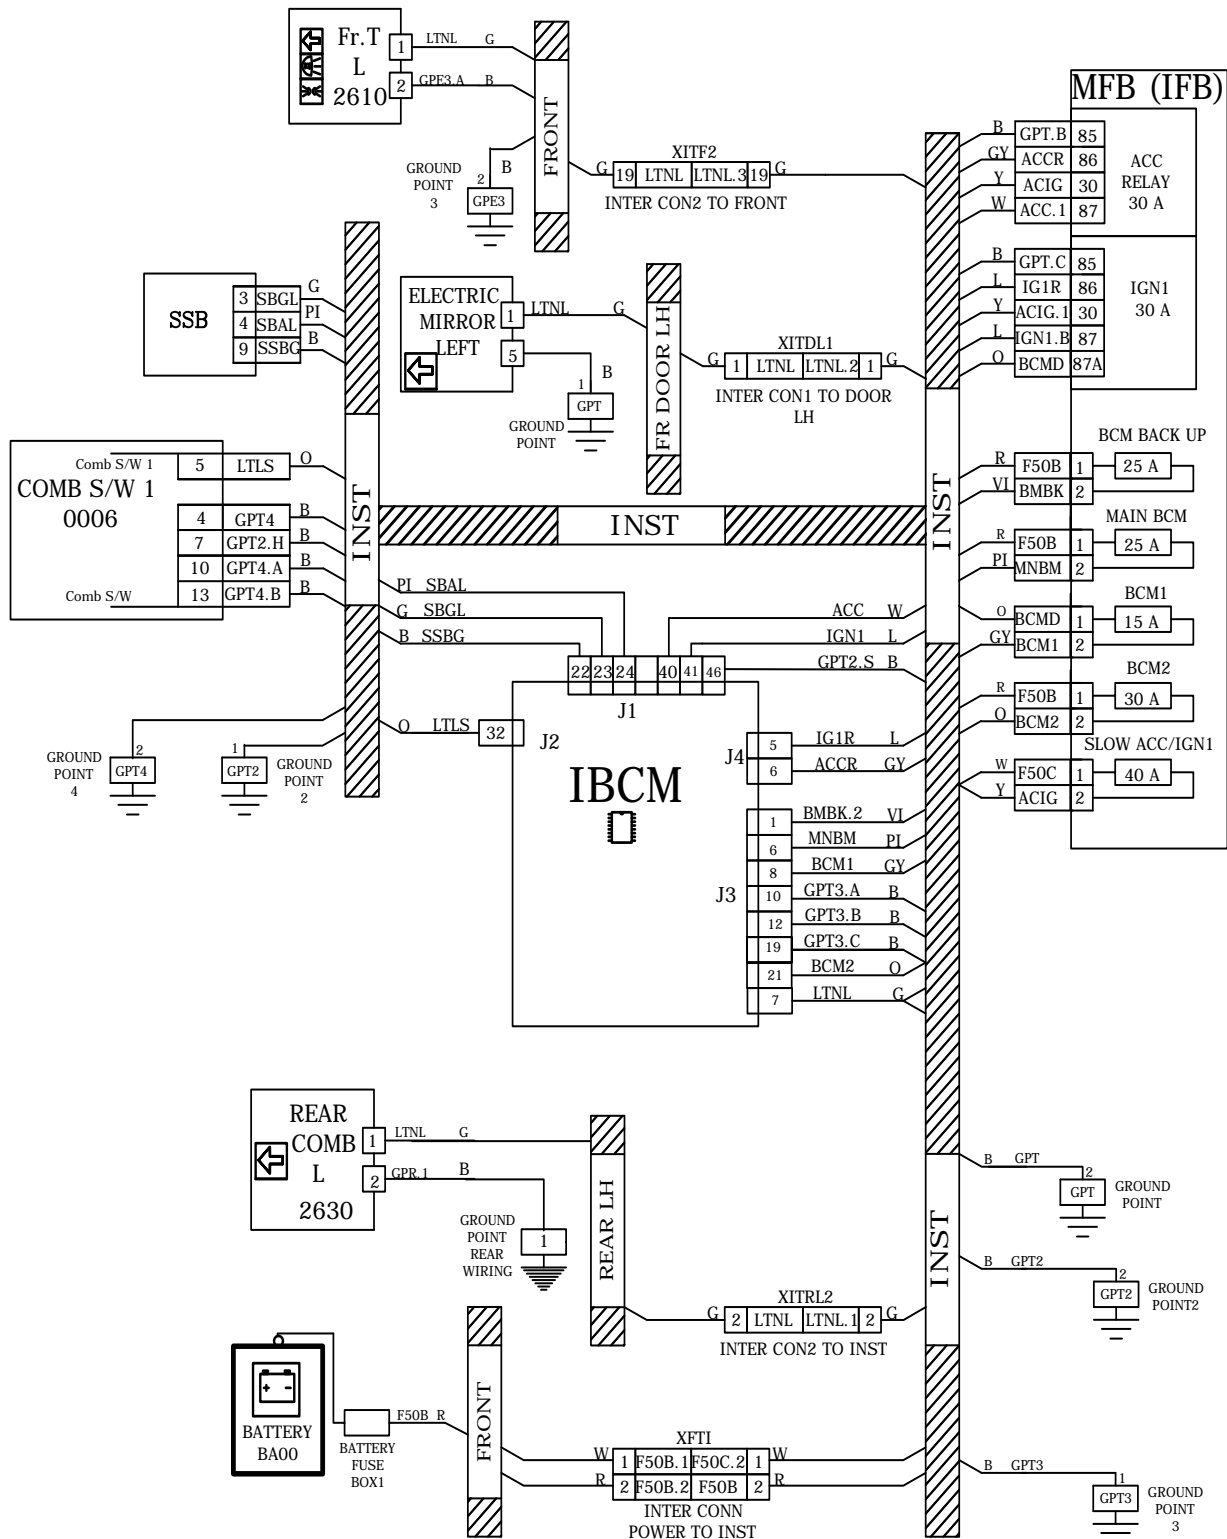 Fr.T
L
2610
1 LTNL G
2 GPE3.A B
FRONT
GROUND
POINT
3
2 B
GPE3
XITF2
G 19 LTNL LTNL.3 19 G
INTER CON2 TO FRONT
MFB (IFB)
B GPT.B 85
GY ACCR 86
Y ACIG 30
W ACC.1 87
ACC
RELAY
30 A
B GPT.C 85
L IG1R 86
Y ACIG.1 30
L IGN1.B 87
O BCMD 87A
IGN1
30 A
SSB
3 SBGL G
4 SBAL PI
9 SSBG B
ELECTRIC
MIRROR
LEFT
1 LTNL G
5 B
1
GPT
GROUND
POINT
FR DOOR LH
XITDL1
G 1 LTNL LTNL.2 1 G
INTER CON1 TO DOOR
LH
BCM BACK UP
R F50B 1 25 A
VI BMBK 2
MAIN BCM
R F50B 1 25 A
PI MNBM 2
BCM1
O BCMD 1 15 A
GY BCM1 2
BCM2
R F50B 1 30 A
O BCM2 2
SLOW ACC/IGN1
W F50C 1 40 A
Y ACIG 2
Comb S/W 1
COMB S/W 1
0006
Comb S/W
5 LTLS O
4 GPT4 B
7 GPT2.H B
10 GPT4.A B
13 GPT4.B B
INST
INST
INST
PI SBAL
G SBGL
B SSBG
ACC W
IGN1 L
GPT2.S B
22 23 24 40 41 46
J1
O LTLS 32
J2
IBCM
J4
5 IG1R L
6 ACCR GY
J3
1 BMBK.2 VI
6 MNBM PI
8 BCM1 GY
10 GPT3.A B
12 GPT3.B B
19 GPT3.C B
21 BCM2 O
7 LTNL G
GROUND
POINT
4
2
GPT4
1
GPT2
GROUND
POINT
2
REAR
COMB
L
2630
1 LTNL G
2 GPR.1 B
GROUND
POINT
REAR
WIRING
1
REAR LH
XITRL2
G 2 LTNL LTNL.1 2 G
INTER CON2 TO INST
INST
B GPT
2
GPT
GROUND
POINT
B GPT2
2
GPT2
GROUND
POINT2
B GPT3
1
GPT3
GROUND
POINT
3
+ -
BATTERY
BA00
BATTERY
FUSE
BOX1
F50B R
FRONT
XFTI
W 1 F50B.1 F50C.2 1 W
R 2 F50B.2 F50B 2 R
INTER CONN
POWER TO INST